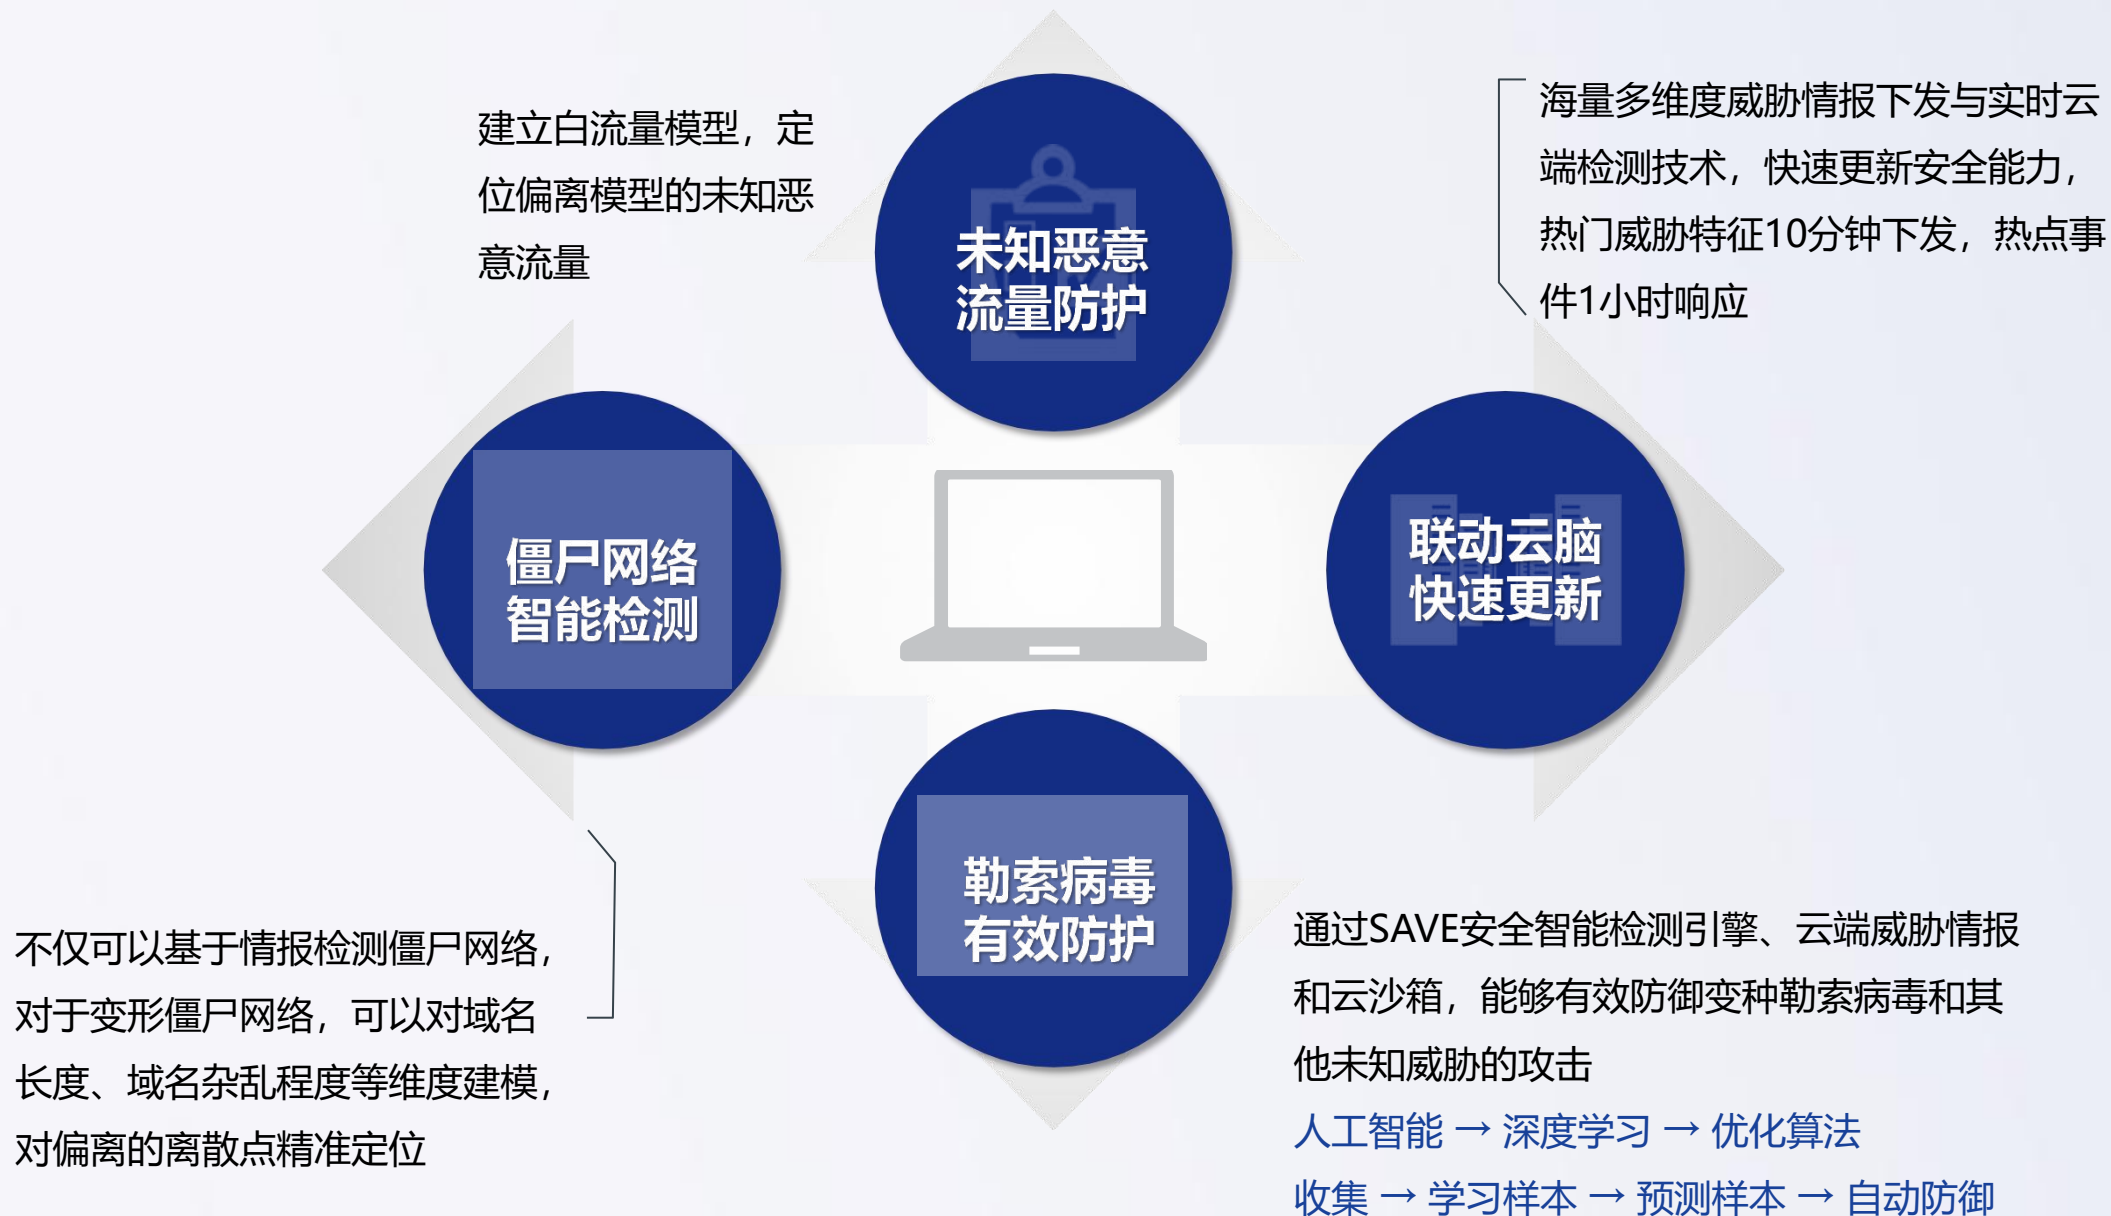 建立白流量模型，定
位偏离模型的未知恶
意流量
未知恶意
流量防护
海量多维度威胁情报下发与实时云
端检测技术，快速更新安全能力，
热门威胁特征10分钟下发，热点事
件1小时响应
僵尸网络
智能检测
联动云脑
快速更新
不仅可以基于情报检测僵尸网络，
对于变形僵尸网络，可以对域名
长度、域名杂乱程度等维度建模，
对偏离的离散点精准定位
勒索病毒
有效防护
通过SAVE安全智能检测引擎、云端威胁情报
和云沙箱，能够有效防御变种勒索病毒和其
他未知威胁的攻击
人工智能 → 深度学习 → 优化算法
收集 → 学习样本 → 预测样本 → 自动防御